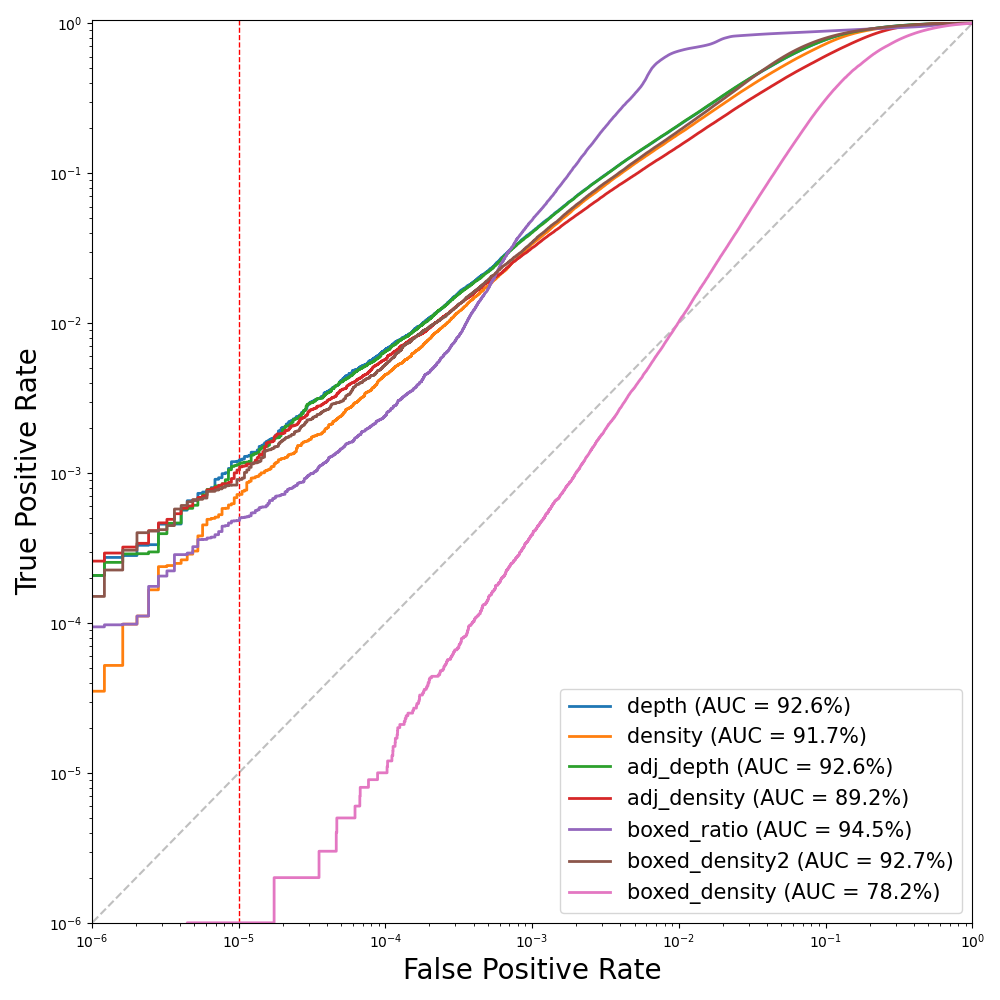 True Positive Rate
10⁰
10⁻¹
10⁻²
10⁻³
10⁻⁴
10⁻⁵
10⁻⁶
depth (AUC = 92.6%)
density (AUC = 91.7%)
adj_depth (AUC = 92.6%)
adj_density (AUC = 89.2%)
boxed_ratio (AUC = 94.5%)
boxed_density2 (AUC = 92.7%)
boxed_density (AUC = 78.2%)
10⁻⁶ 10⁻⁵ 10⁻⁴ 10⁻³ 10⁻² 10⁻¹ 10⁰
False Positive Rate